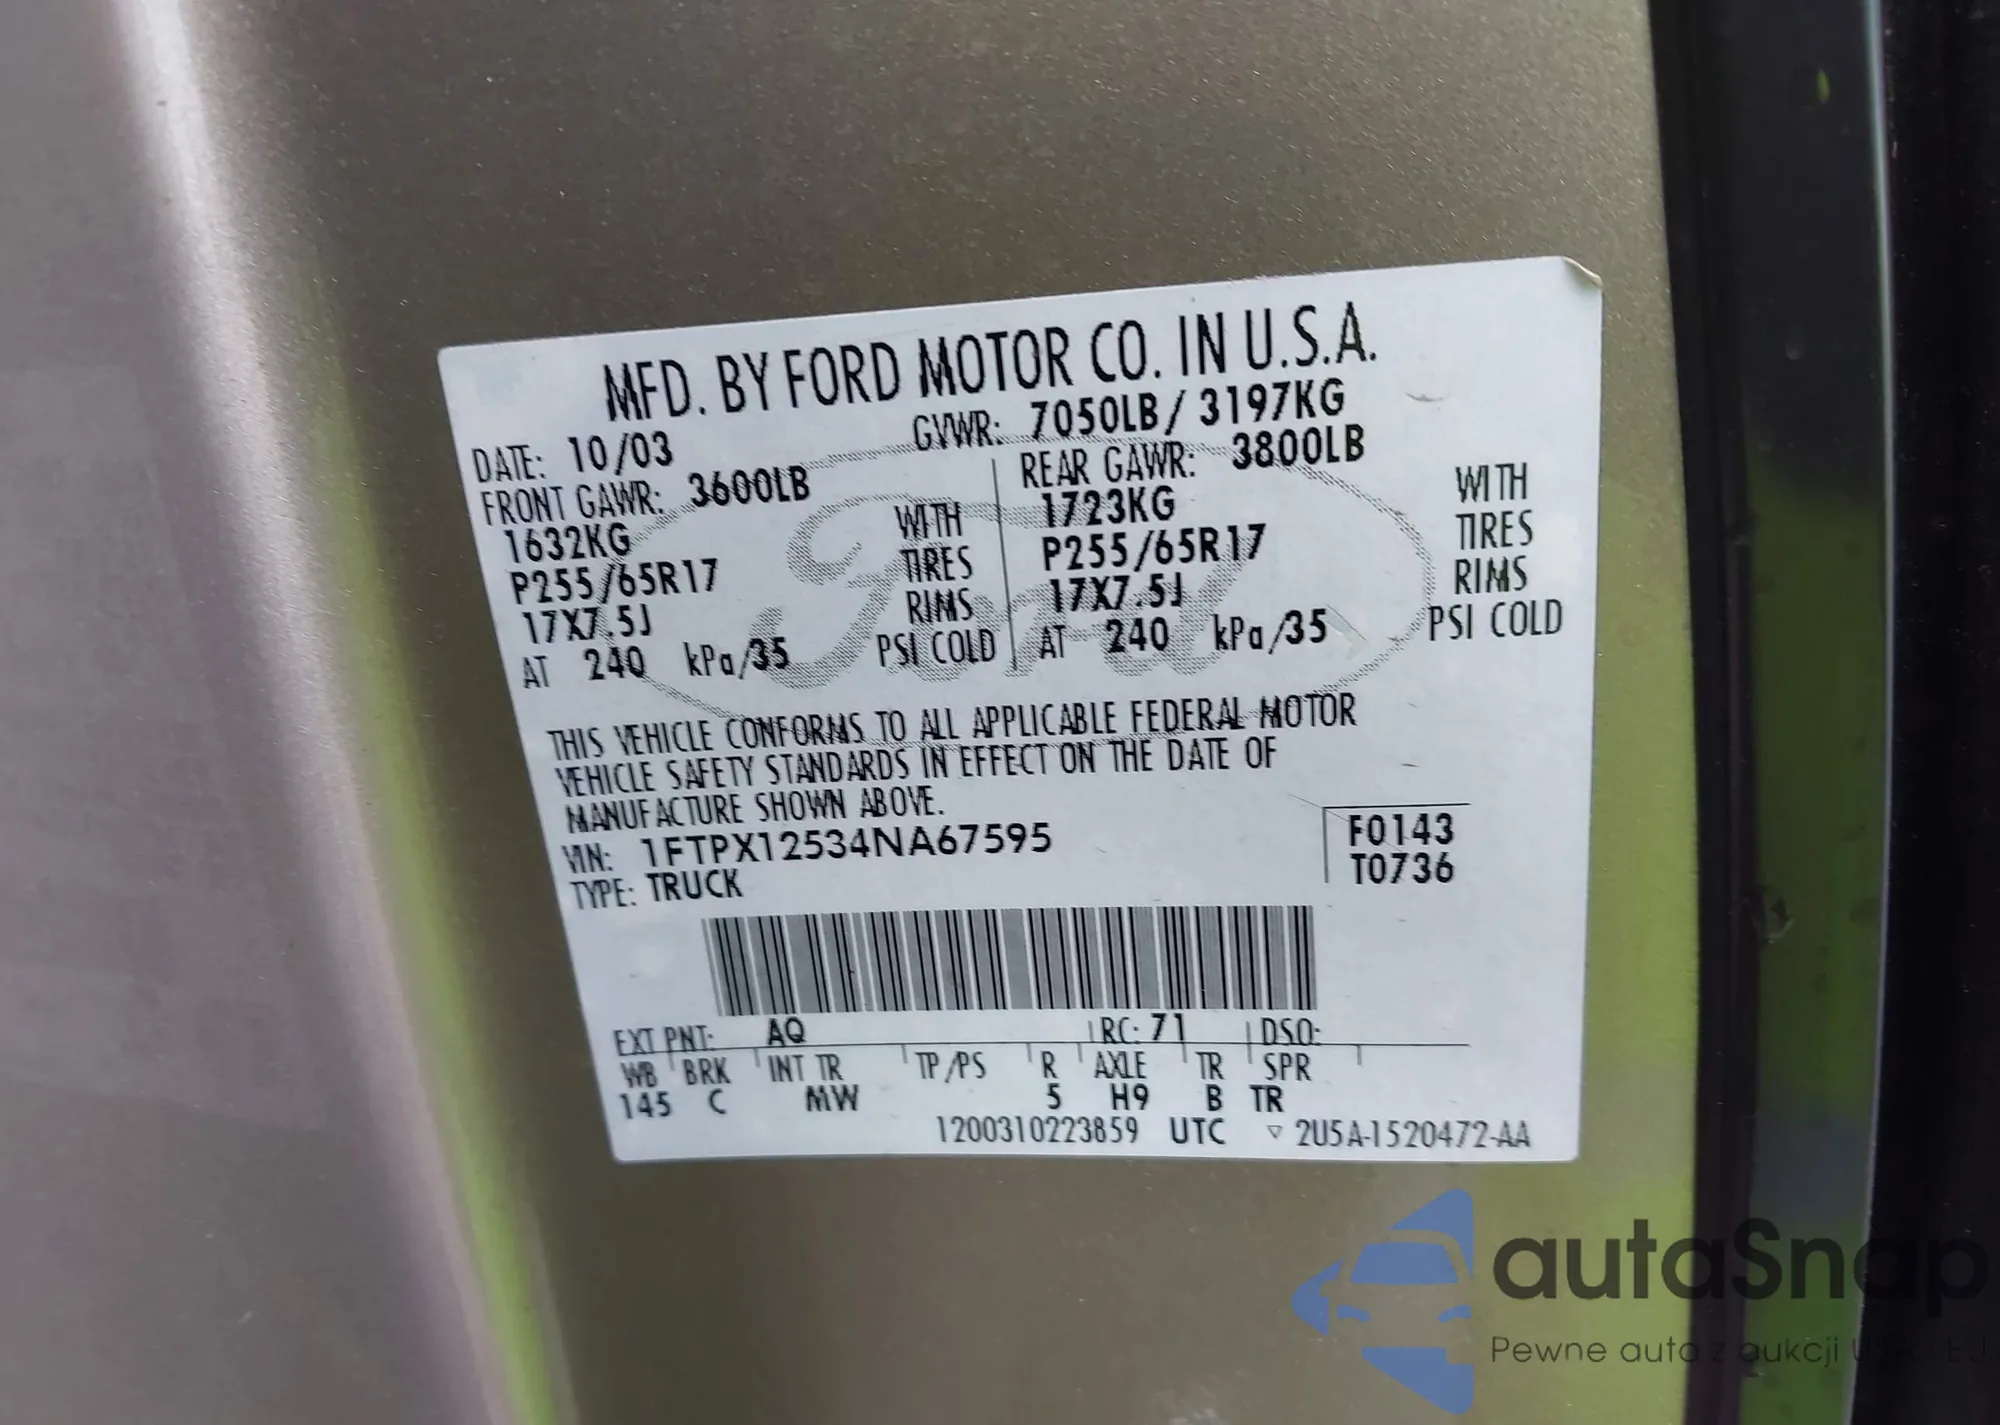 MFD. BY FORD MOTOR CO. IN U.S.A.
DATE: 10/03 GVWR: 7050LB/ 3197KG
FRONT GAWR: 3600LB REAR GAWR: 3800LB
1632KG WITH 1723KG WITH
P255/65R17 TIRES P255/65R17 TIRES
17X7.5J RIMS 17X7.5J RIMS
AT 240 kPa/35 PSI COLD AT 240 kPa/35 PSI COLD
Ford
THIS VEHICLE CONFORMS TO ALL APPLICABLE FEDERAL MOTOR
VEHICLE SAFETY STANDARDS IN EFFECT ON THE DATE OF
MANUFACTURE SHOWN ABOVE.
VIN: 1FTPX12534NA67595 F0143
TYPE: TRUCK T0736
EXT PNT: AQ RC: 71 DSO:
WB BRK INT TR TP/PS R AXLE TR SPR
145 C MW 5 H9 B TR
1200310223859 UTC ▽ 2U5A-1520472-AA
autaSnap
Pewne auta z aukcji